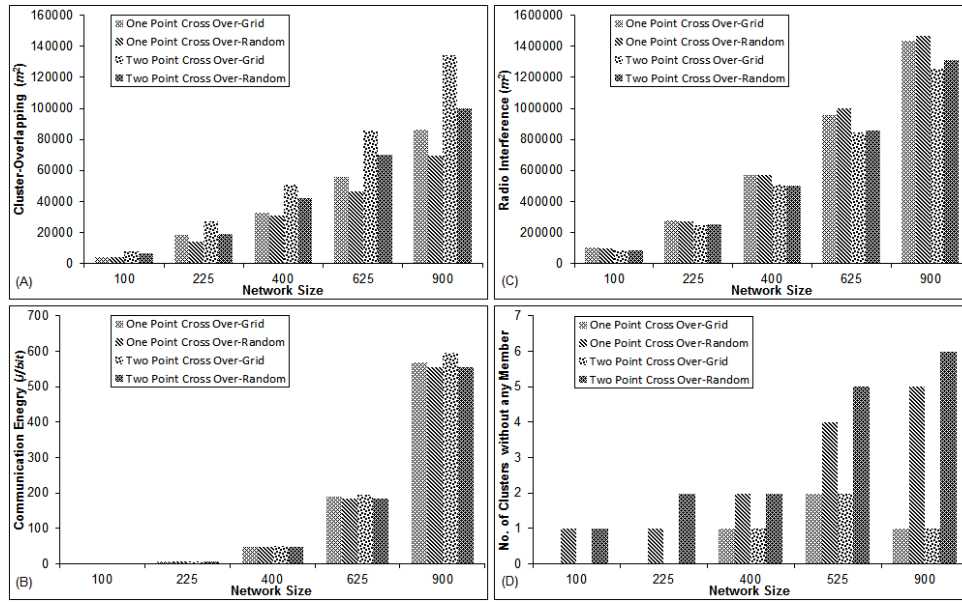 160000
140000
120000
100000
80000
60000
40000
20000
0
Cluster-Overlapping (m²)
One Point Cross Over-Grid
One Point Cross Over-Random
Two Point Cross Over-Grid
Two Point Cross Over-Random
100 225 400 625 900
(A) Network Size
1600000
1400000
1200000
1000000
800000
600000
400000
200000
0
Radio Interference (m²)
One Point Cross Over-Grid
One Point Cross Over-Random
Two Point Cross Over-Grid
Two Point Cross Over-Random
100 225 400 625 900
(C) Network Size
700
600
500
400
300
200
100
0
Communication Enegry (J/bit)
One Point Cross Over-Grid
One Point Cross Over-Random
Two Point Cross Over-Grid
Two Point Cross Over-Random
100 225 400 625 900
(B) Network Size
7
6
5
4
3
2
1
0
No. of Clusters without any Member
One Point Cross Over-Grid
One Point Cross Over-Random
Two Point Cross Over-Grid
Two Point Cross Over-Random
100 225 400 525 900
(D) Network Size